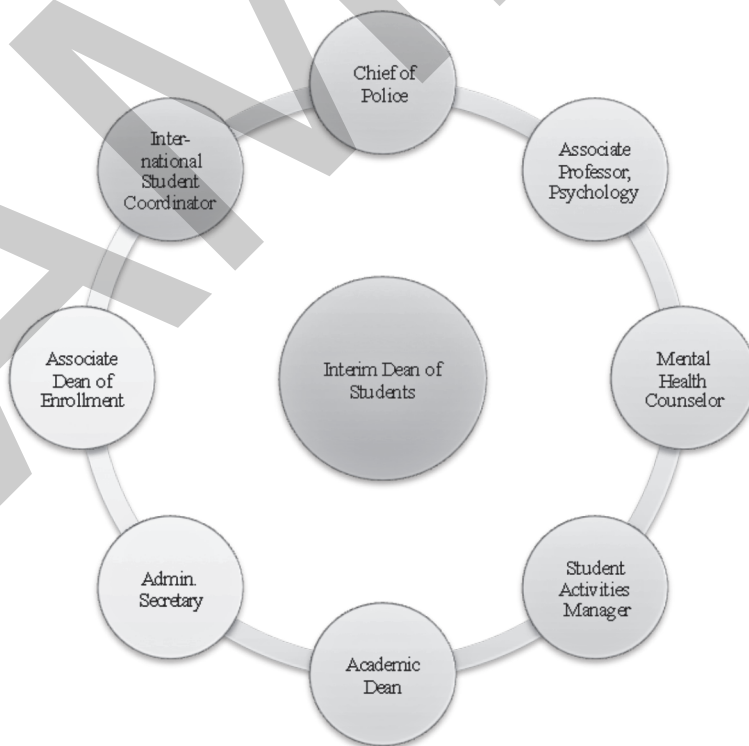 Chief of
Police
Associate
Professor,
Psychology
Mental
Health
Counselor
Student
Activities
Manager
Academic
Dean
Admin.
Secretary
Associate
Dean of
Enrollment
Inter-
national
Student
Coordinator
Interim Dean of
Students